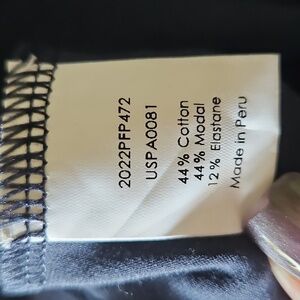 2022PFP472
USPA0081
44% Cotton
44% Modal
12% Elastane
Made in Peru